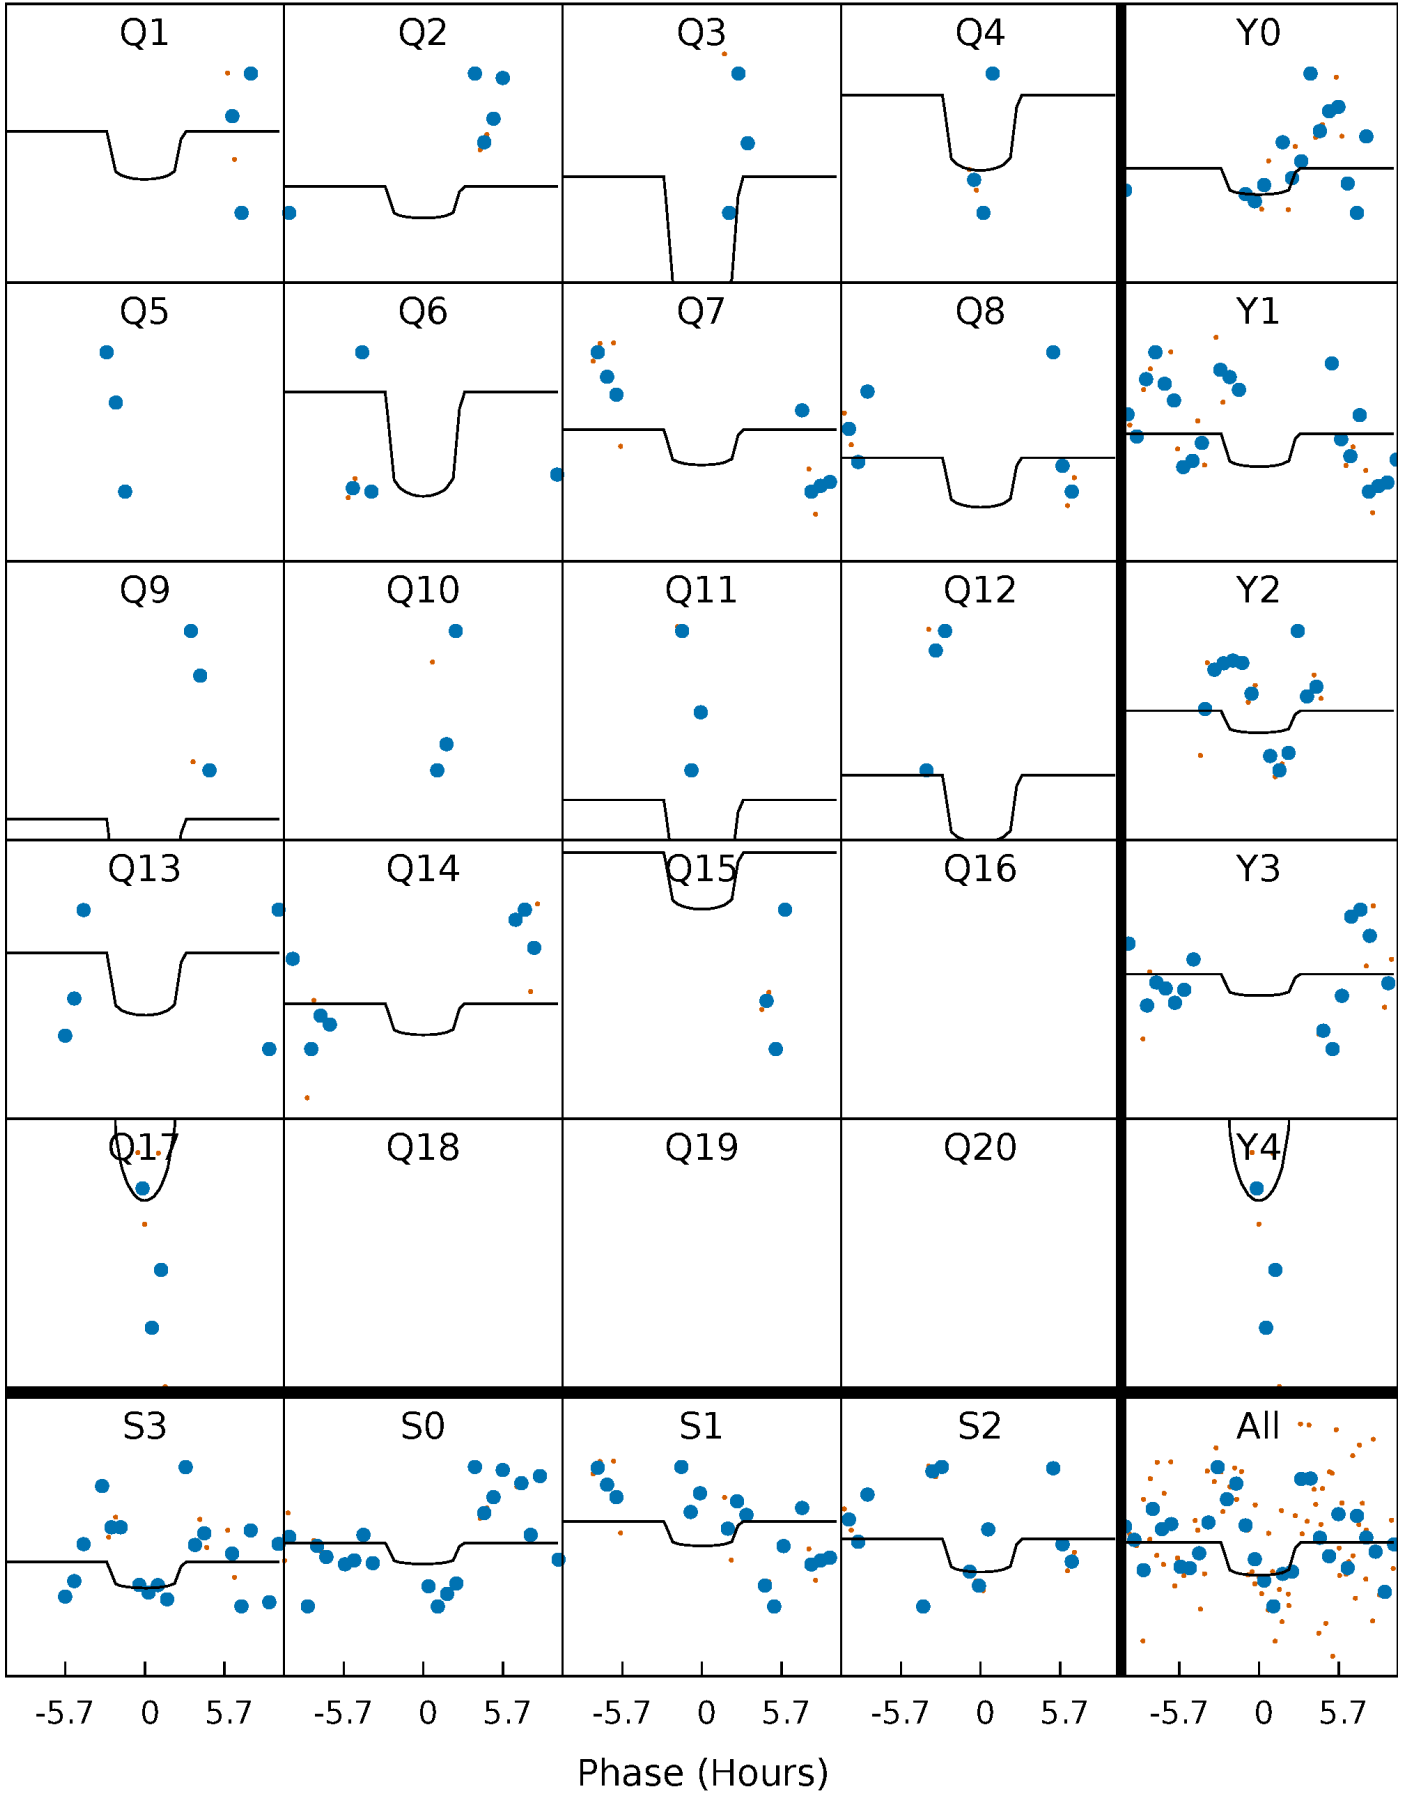 Q1 Q2 Q3 Q4 Y0
Q5 Q6 Q7 Q8 Y1
Q9 Q10 Q11 Q12 Y2
Q13 Q14 Q15 Q16 Y3
Q17 Q18 Q19 Q20 Y4
S3 S0 S1 S2 All
-5.7 0 5.7 -5.7 0 5.7 -5.7 0 5.7 -5.7 0 5.7 -5.7 0 5.7
Phase (Hours)